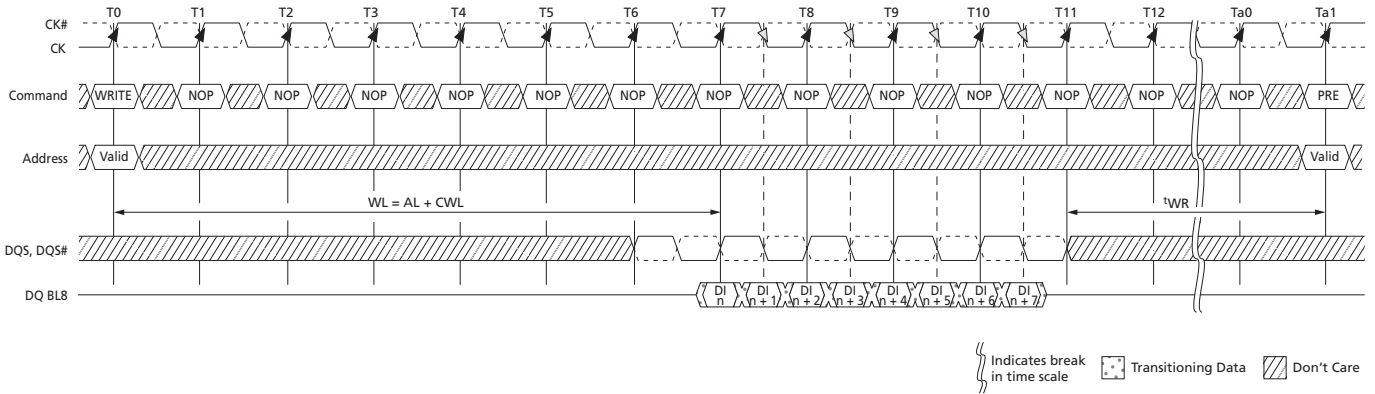 T0 T1 T2 T3 T4 T5 T6 T7 T8 T9 T10 T11 T12 Ta0 Ta1
CK#
CK
Command WRITE NOP NOP NOP NOP NOP NOP NOP NOP NOP NOP NOP NOP NOP PRE
Address Valid Valid
WL = AL + CWL tWR
DQS, DQS#
DQ BL8 DI n DI n + 1 DI n + 2 DI n + 3 DI n + 4 DI n + 5 DI n + 6 DI n + 7
Indicates break
in time scale
Transitioning Data
Don't Care